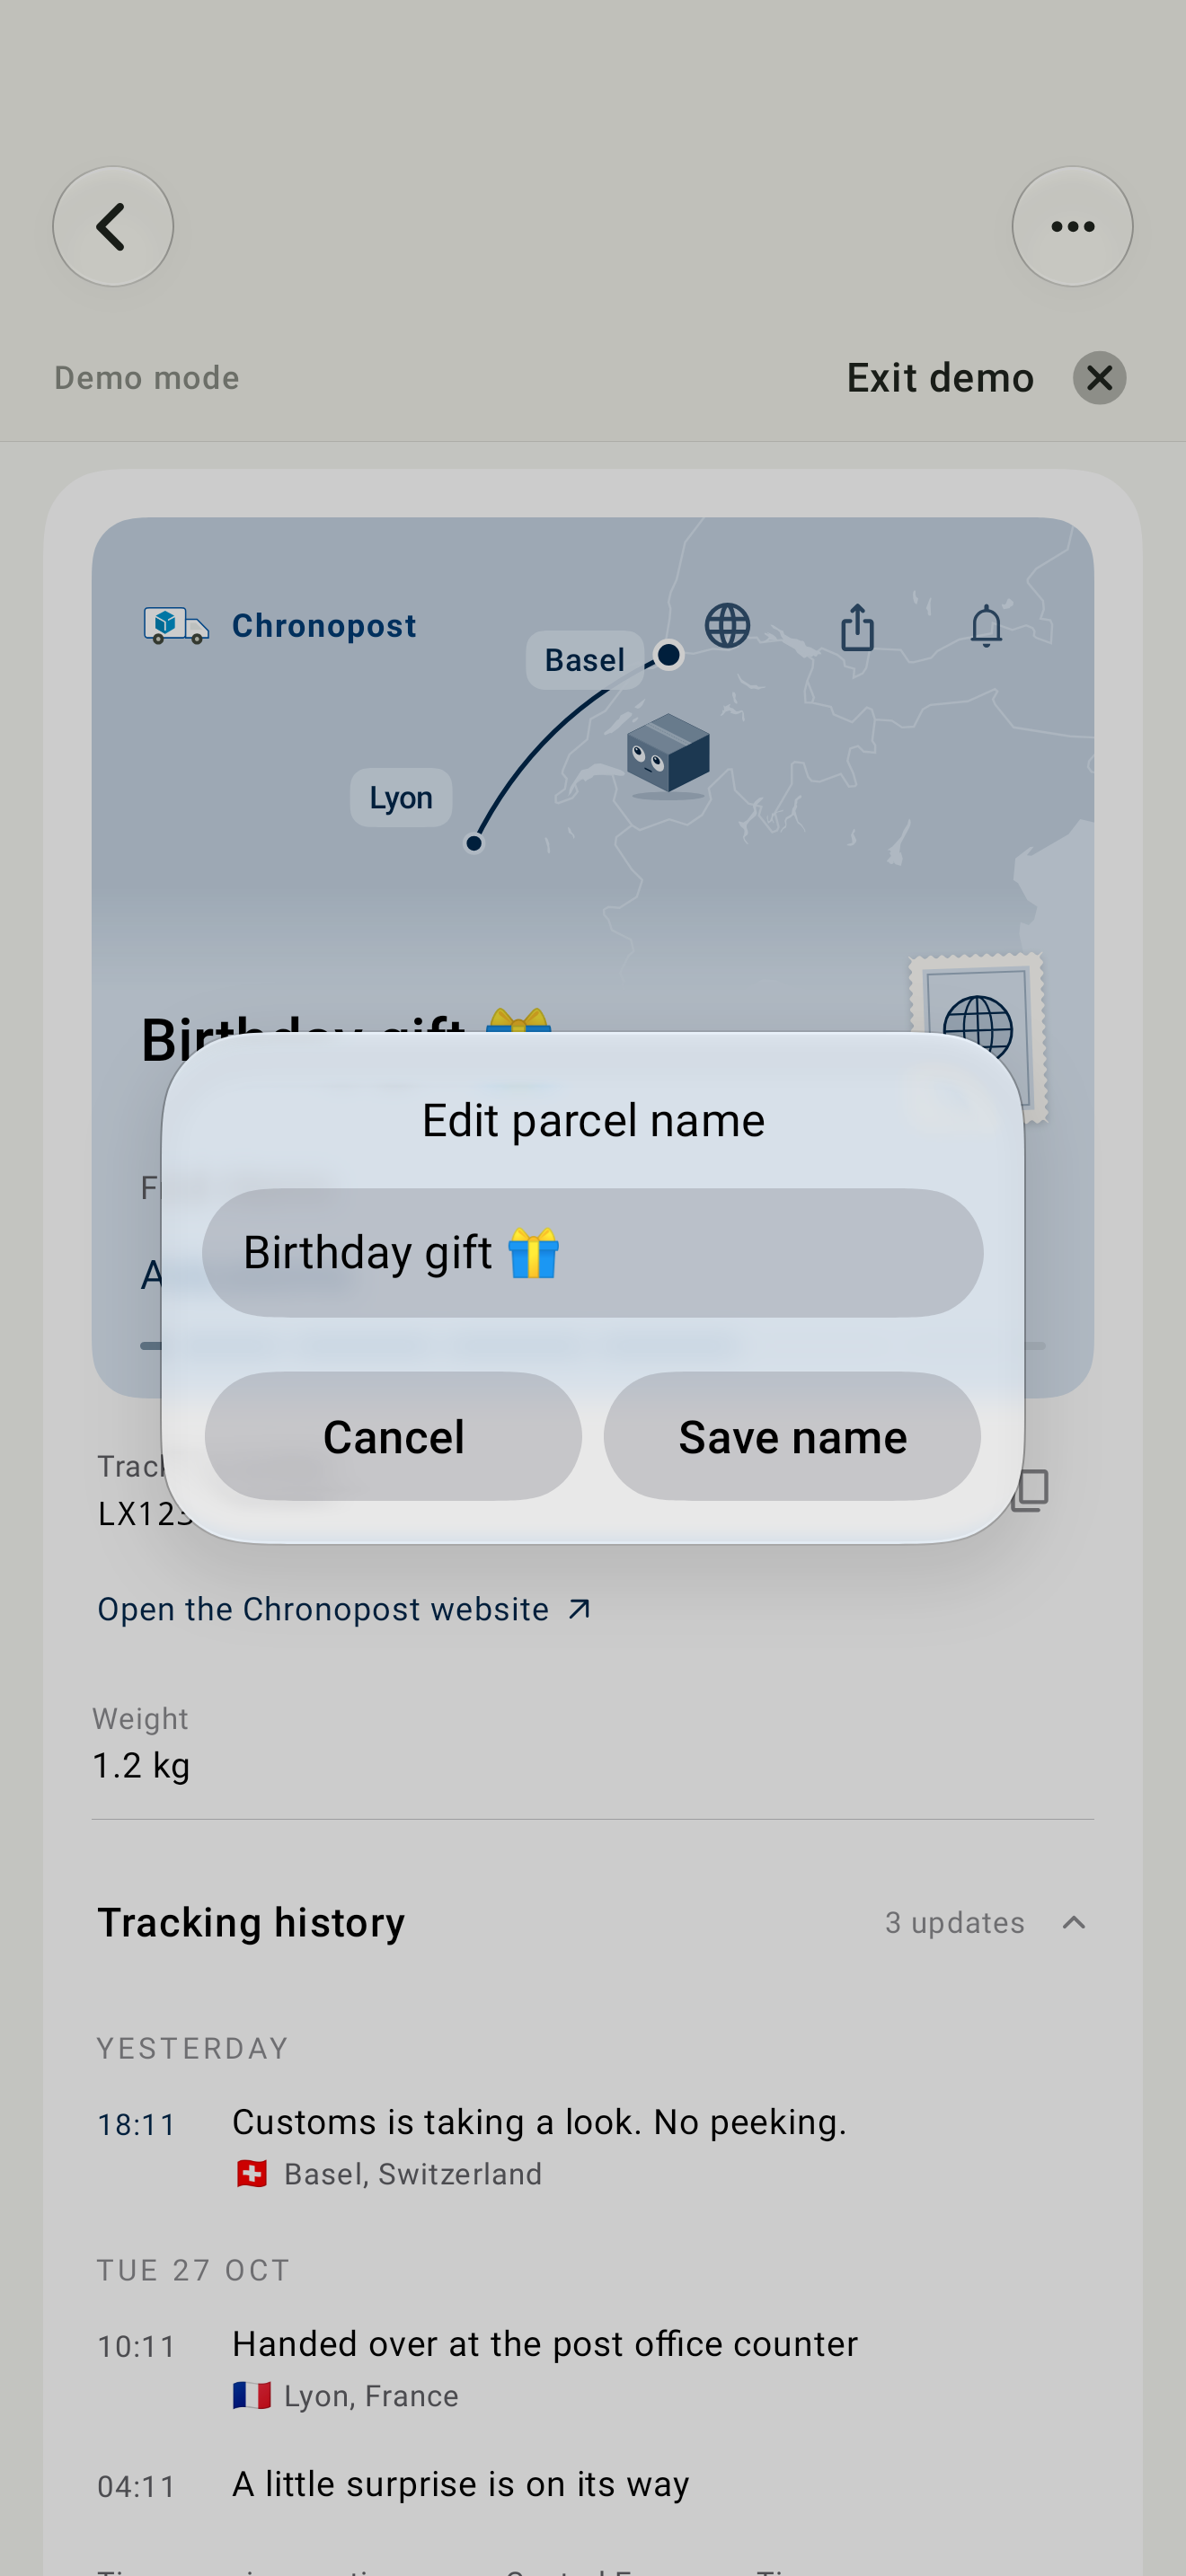 Demo mode
Exit demo
Chronopost
Basel
Lyon
Birthday gift 🎁
Edit parcel name
Birthday gift 🎁
Cancel
Save name
LX123
Open the Chronopost website
Weight
1.2 kg
Tracking history
3 updates
YESTERDAY
18:11
Customs is taking a look. No peeking.
🇨🇭 Basel, Switzerland
TUE 27 OCT
10:11
Handed over at the post office counter
🇫🇷 Lyon, France
04:11
A little surprise is on its way